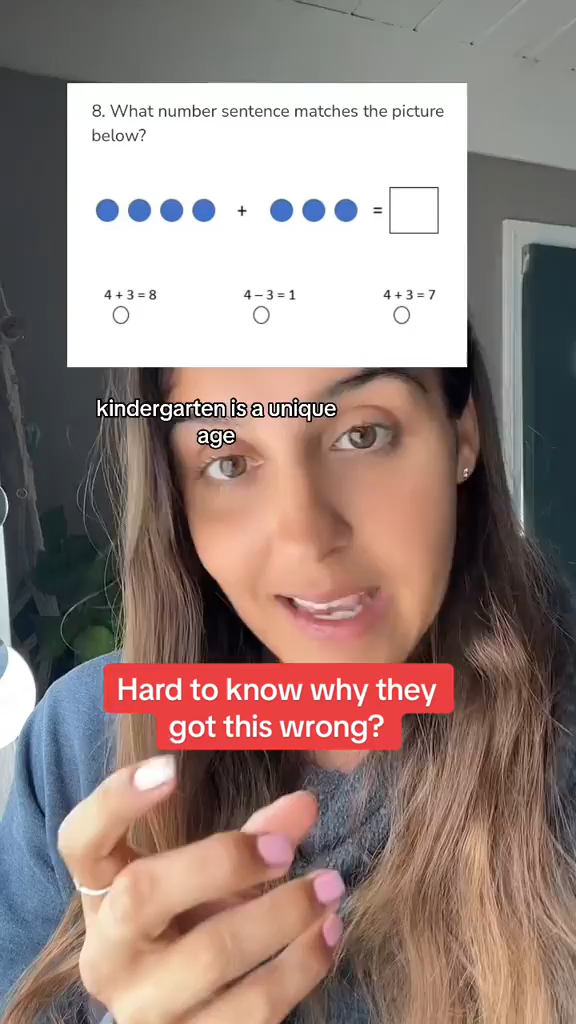 8. What number sentence matches the picture
below?
+ =
4 + 3 = 8 4 – 3 = 1 4 + 3 = 7
kindergarten is a unique
age
Hard to know why they
got this wrong?